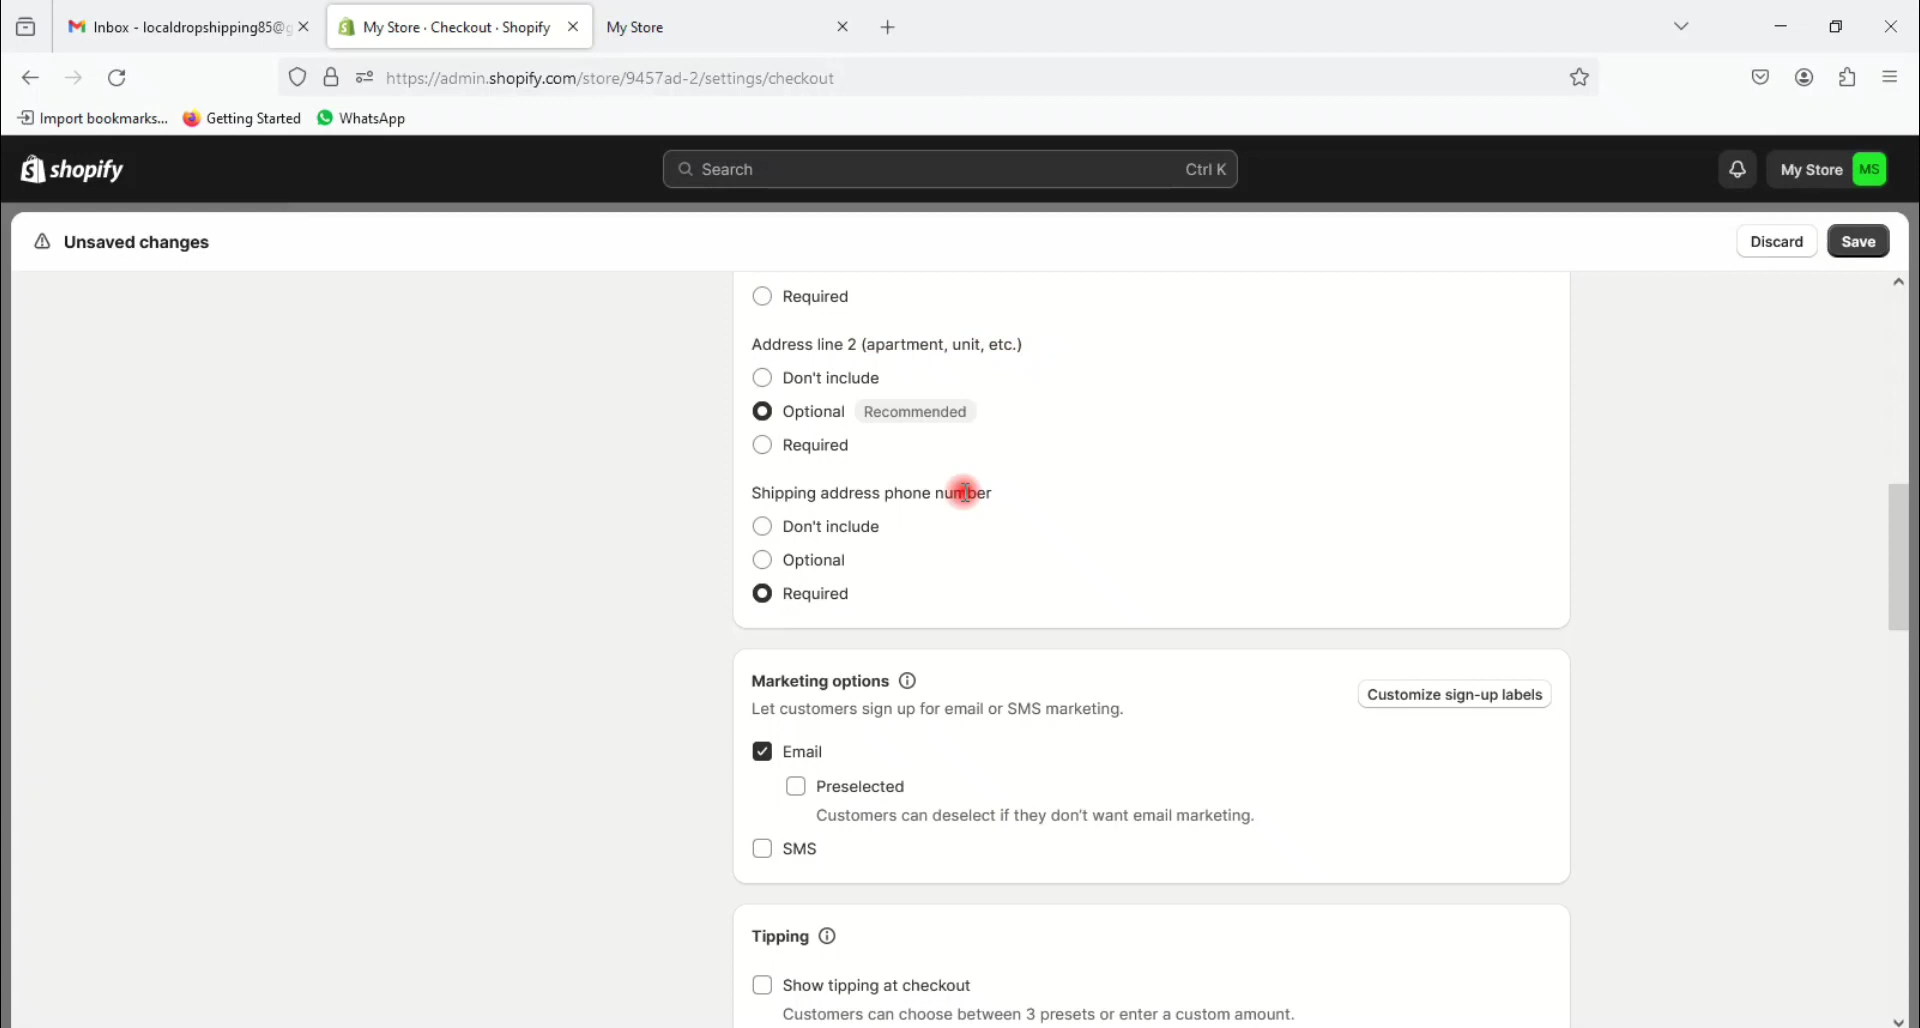 Inbox - localdropshipping85@g
My Store · Checkout · Shopify
My Store
https://admin.shopify.com/store/9457ad-2/settings/checkout
Import bookmarks...
Getting Started
WhatsApp
shopify
Search
Ctrl K
My Store
MS
Unsaved changes
Discard
Save
Required
Address line 2 (apartment, unit, etc.)
Don't include
Optional Recommended
Required
Shipping address phone number
Don't include
Optional
Required
Marketing options
Let customers sign up for email or SMS marketing.
Customize sign-up labels
Email
Preselected
Customers can deselect if they don't want email marketing.
SMS
Tipping
Show tipping at checkout
Customers can choose between 3 presets or enter a custom amount.